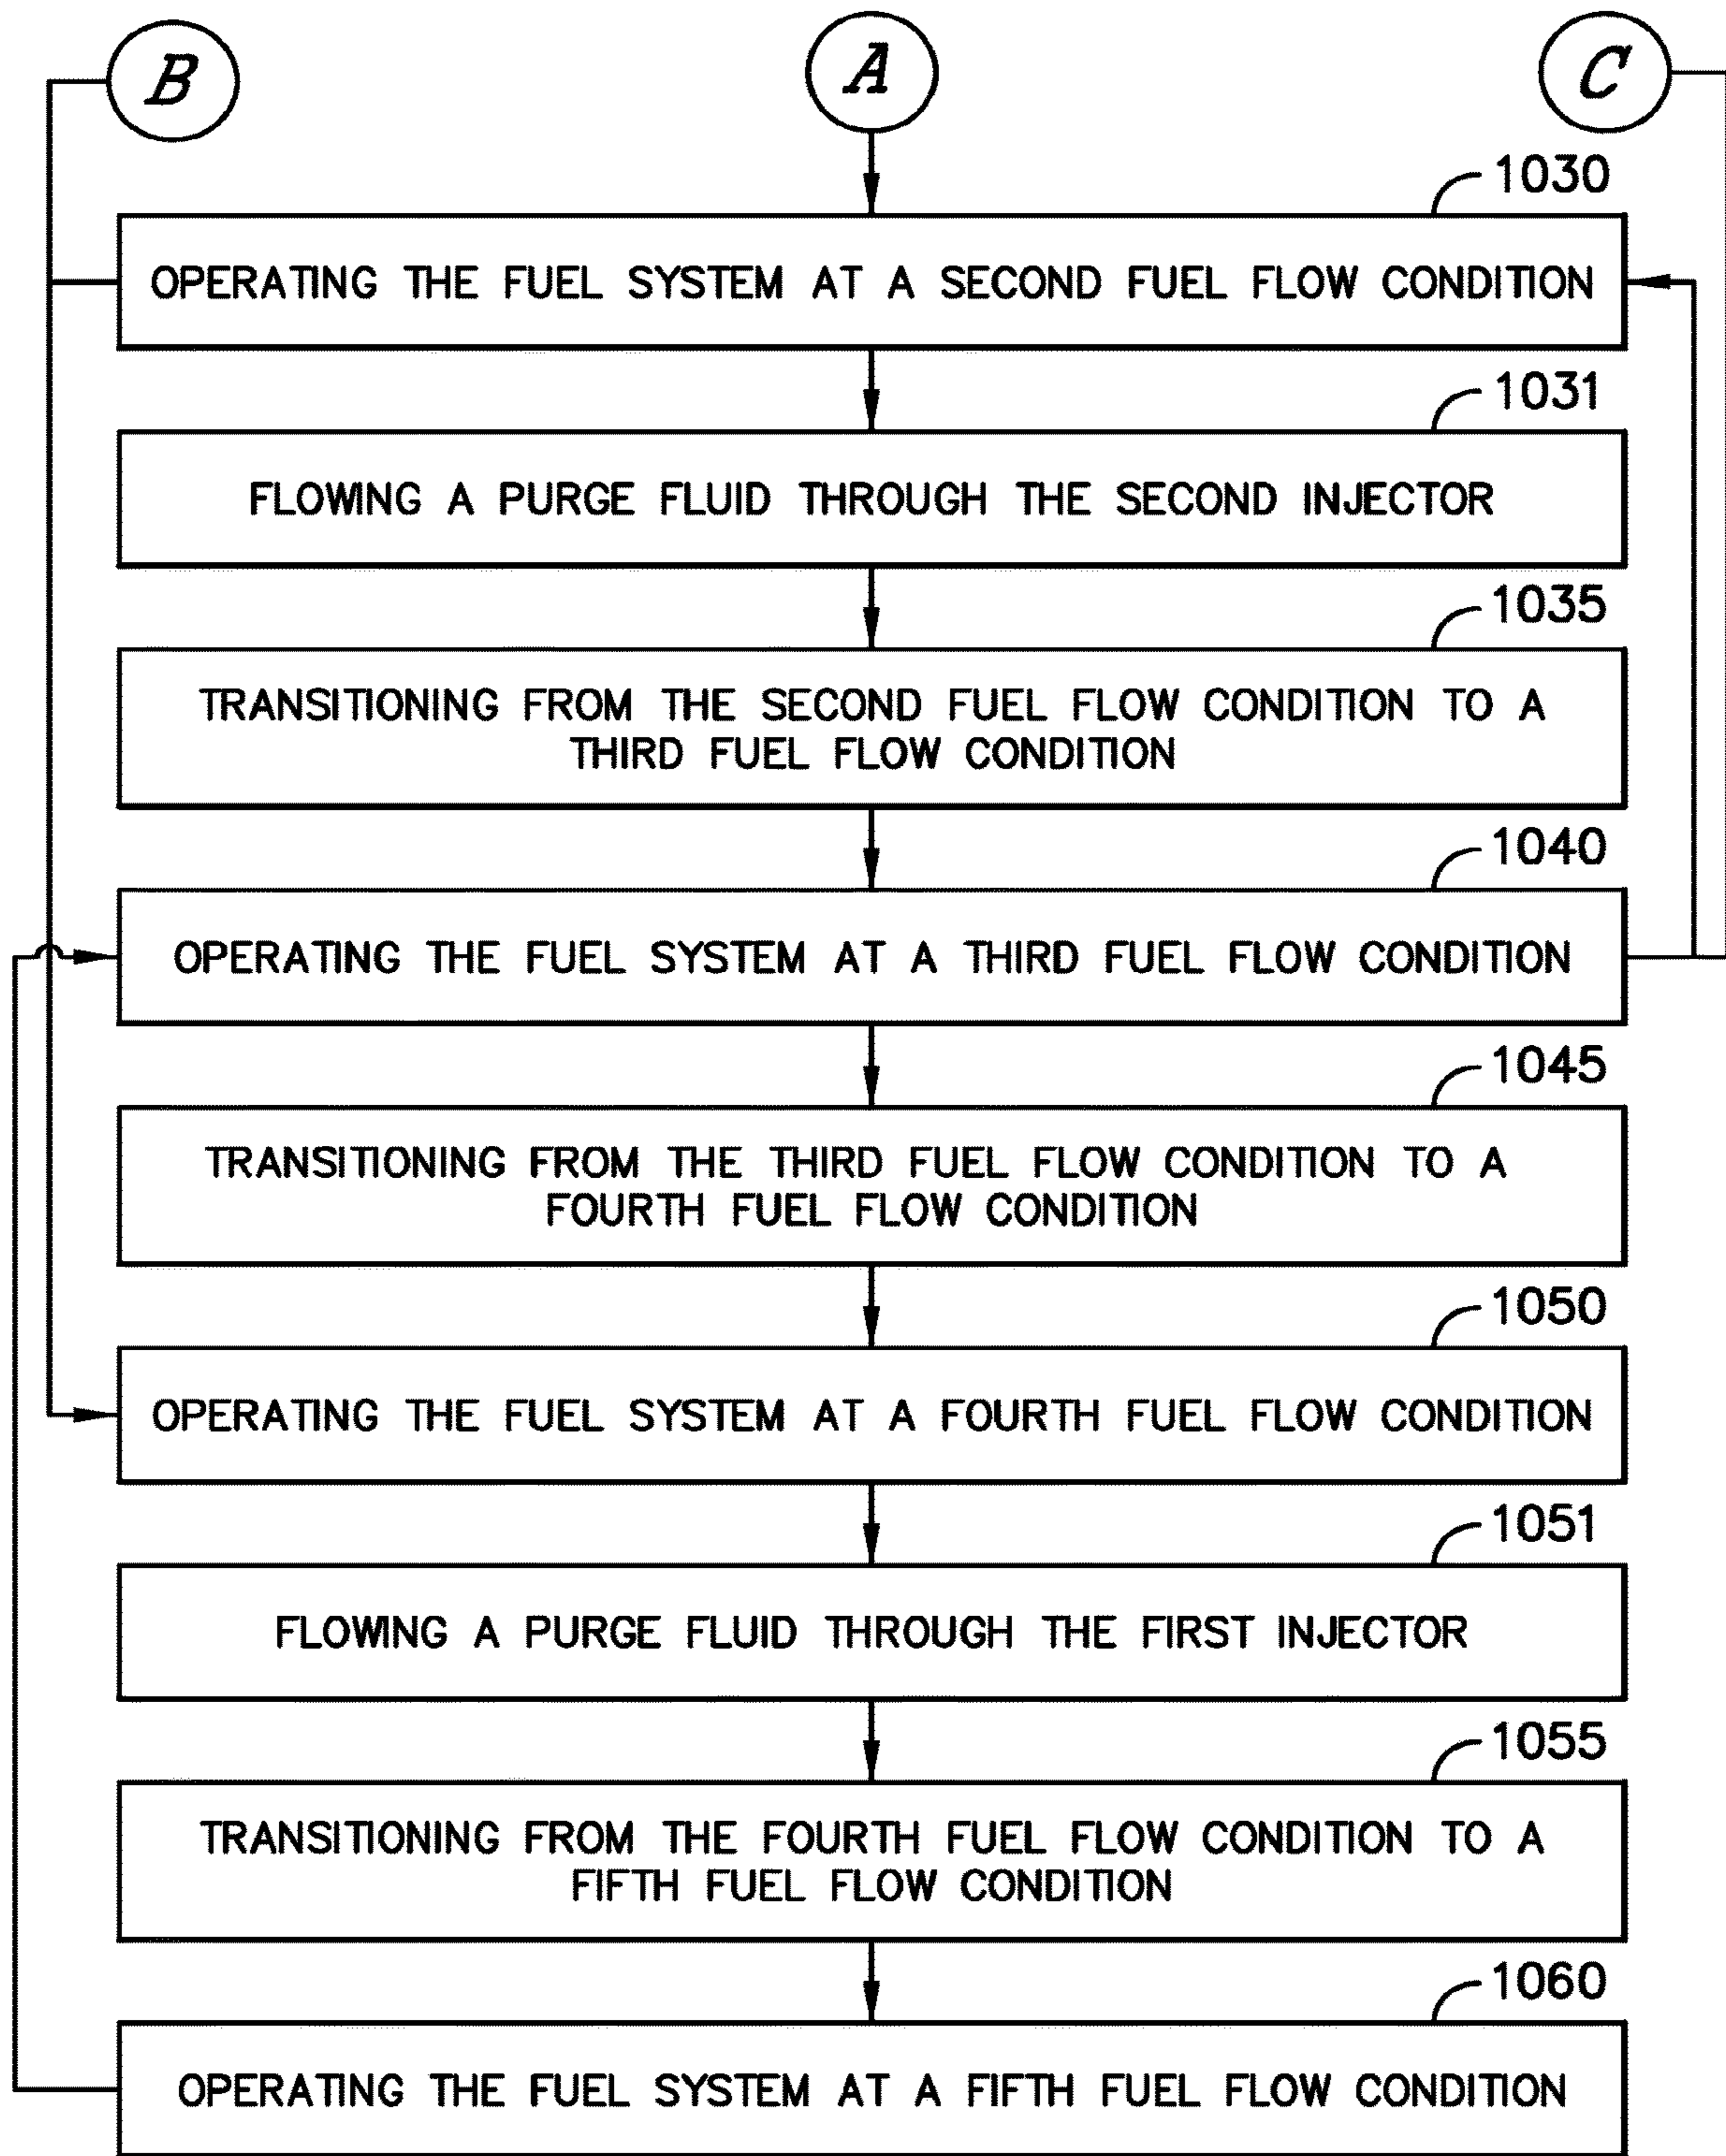 B
A
C
1030
OPERATING THE FUEL SYSTEM AT A SECOND FUEL FLOW CONDITION
1031
FLOWING A PURGE FLUID THROUGH THE SECOND INJECTOR
1035
TRANSITIONING FROM THE SECOND FUEL FLOW CONDITION TO A
THIRD FUEL FLOW CONDITION
1040
OPERATING THE FUEL SYSTEM AT A THIRD FUEL FLOW CONDITION
1045
TRANSITIONING FROM THE THIRD FUEL FLOW CONDITION TO A
FOURTH FUEL FLOW CONDITION
1050
OPERATING THE FUEL SYSTEM AT A FOURTH FUEL FLOW CONDITION
1051
FLOWING A PURGE FLUID THROUGH THE FIRST INJECTOR
1055
TRANSITIONING FROM THE FOURTH FUEL FLOW CONDITION TO A
FIFTH FUEL FLOW CONDITION
1060
OPERATING THE FUEL SYSTEM AT A FIFTH FUEL FLOW CONDITION